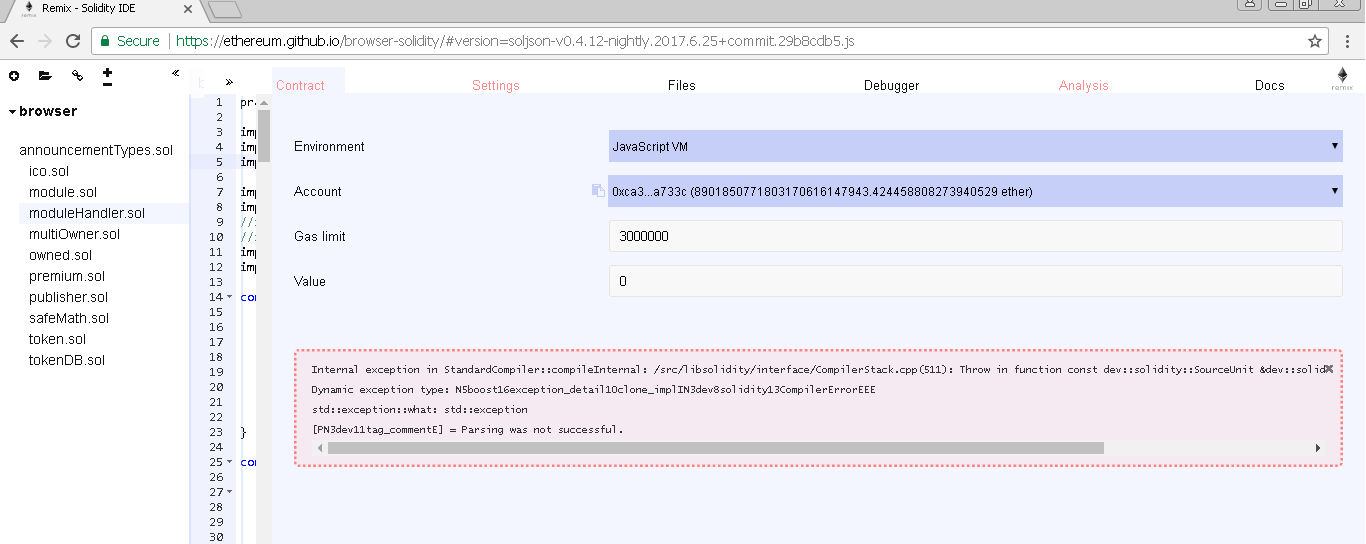 Remix - Solidity IDE
Secure https://ethereum.github.io/browser-solidity/#version=soljson-v0.4.12-nightly.2017.6.25+commit.29b8cdb5.js
Contract Settings Files Debugger Analysis Docs remix
browser
announcementTypes.sol
ico.sol
module.sol
moduleHandler.sol
multiOwner.sol
owned.sol
premium.sol
publisher.sol
safeMath.sol
token.sol
tokenDB.sol
1 pr
2
3 imp
4 imp
5 imp
6
7 imp
8 imp
9 //
10 //
11 imp
12 imp
13
14 con
15
16
17
18
19
20
21
22
23 }
24
25 con
26
27
28
29
30
Environment JavaScript VM
Account 0xca3...a733c (8901850771803170616147943.424458808273940529 ether)
Gas limit 3000000
Value 0
Internal exception in StandardCompiler::compileInternal: /src/libsolidity/interface/CompilerStack.cpp(511): Throw in function const dev::solidity::SourceUnit &dev::solid
Dynamic exception type: N5boost16exception_detail10clone_implIN3dev8solidity13CompilerErrorEEE
std::exception::what: std::exception
[PN3dev11tag_commentE] = Parsing was not successful.